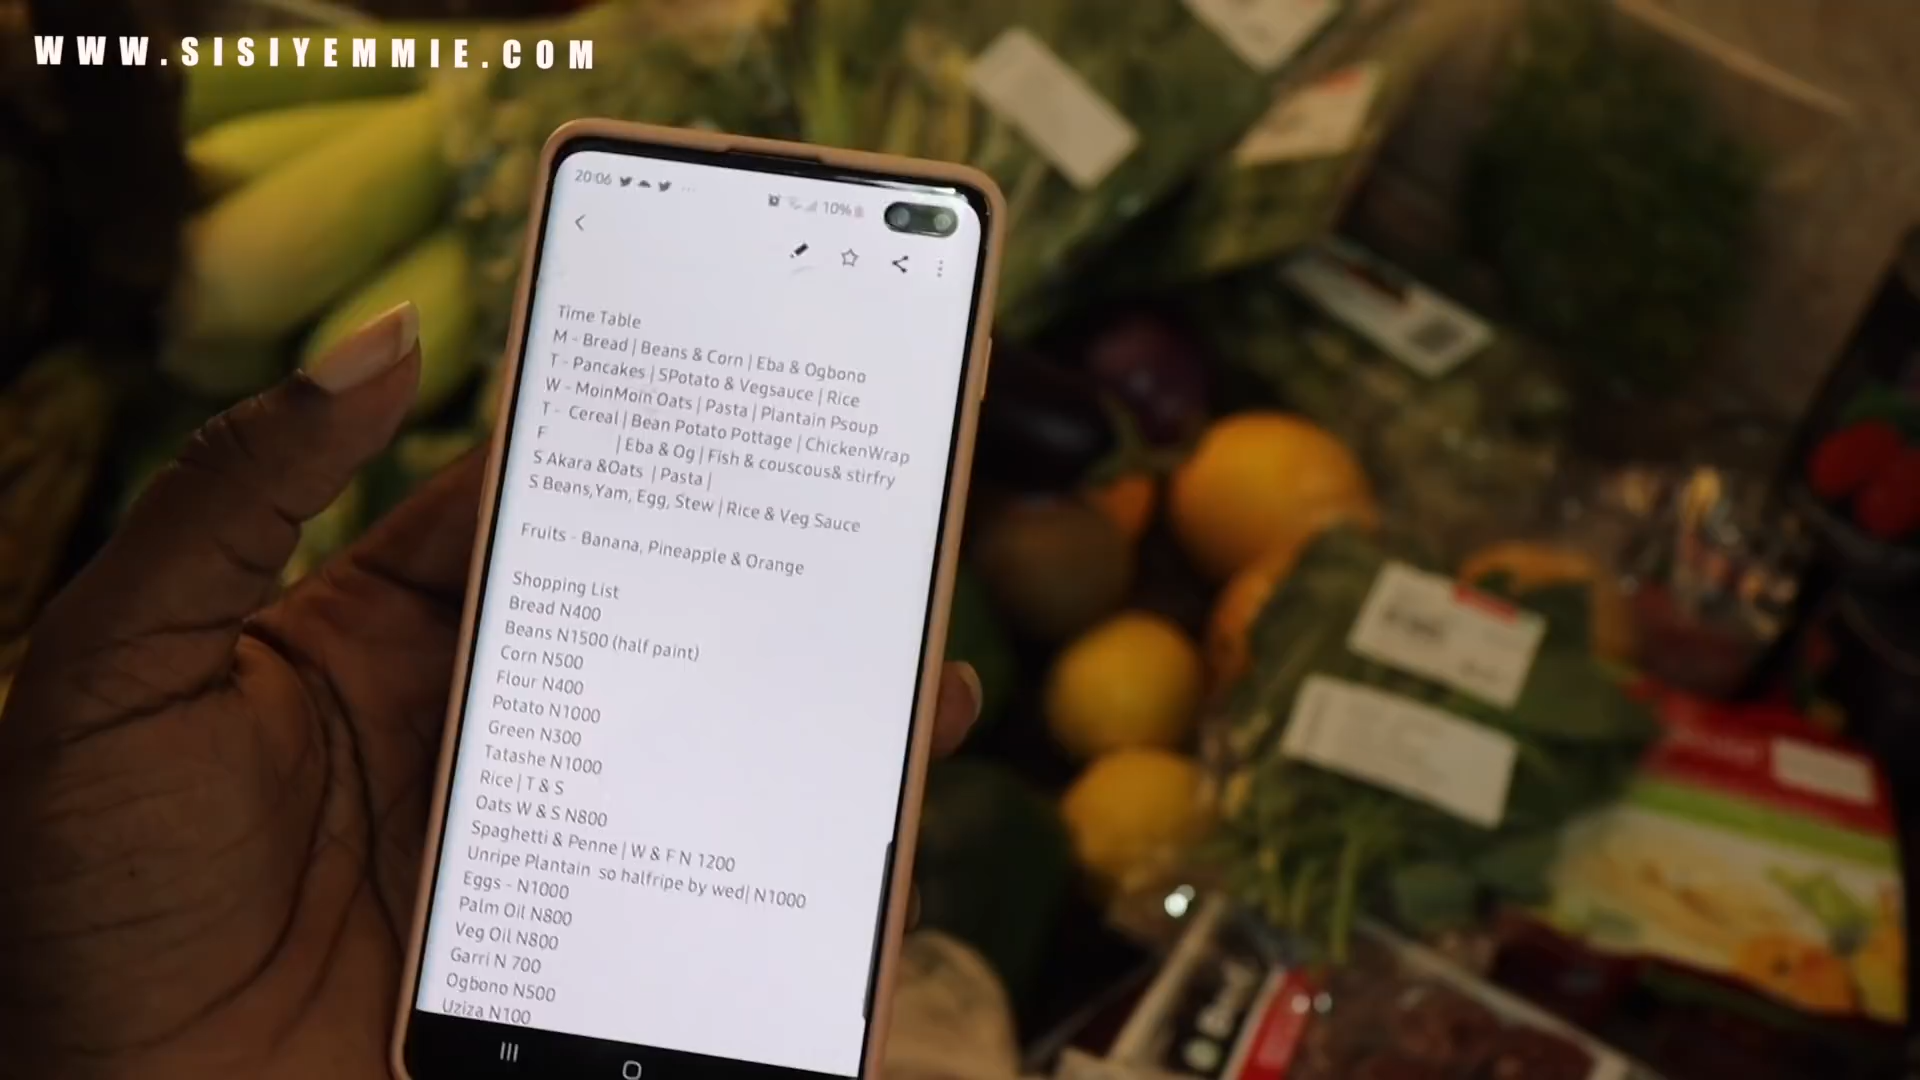 WWW.SISIYEMMIE.COM
20:06
10%
Time Table
M - Bread | Beans & Corn | Eba & Ogbono
T - Pancakes | SPotato & Vegsauce | Rice
W - MoinMoin Oats | Pasta | Plantain Psoup
T - Cereal | Bean Potato Pottage | ChickenWrap
F | Eba & Og | Fish & couscous& stirfry
S Akara &Oats | Pasta |
S Beans,Yam, Egg, Stew | Rice & Veg Sauce
Fruits - Banana, Pineapple & Orange
Shopping List
Bread N400
Beans N1500 (half paint)
Corn N500
Flour N400
Potato N1000
Green N300
Tatashe N1000
Rice | T & S
Oats W & S N800
Spaghetti & Penne | W & F N 1200
Unripe Plantain so halfripe by wed| N1000
Eggs - N1000
Palm Oil N800
Veg Oil N800
Garri N 700
Ogbono N500
Uziza N100